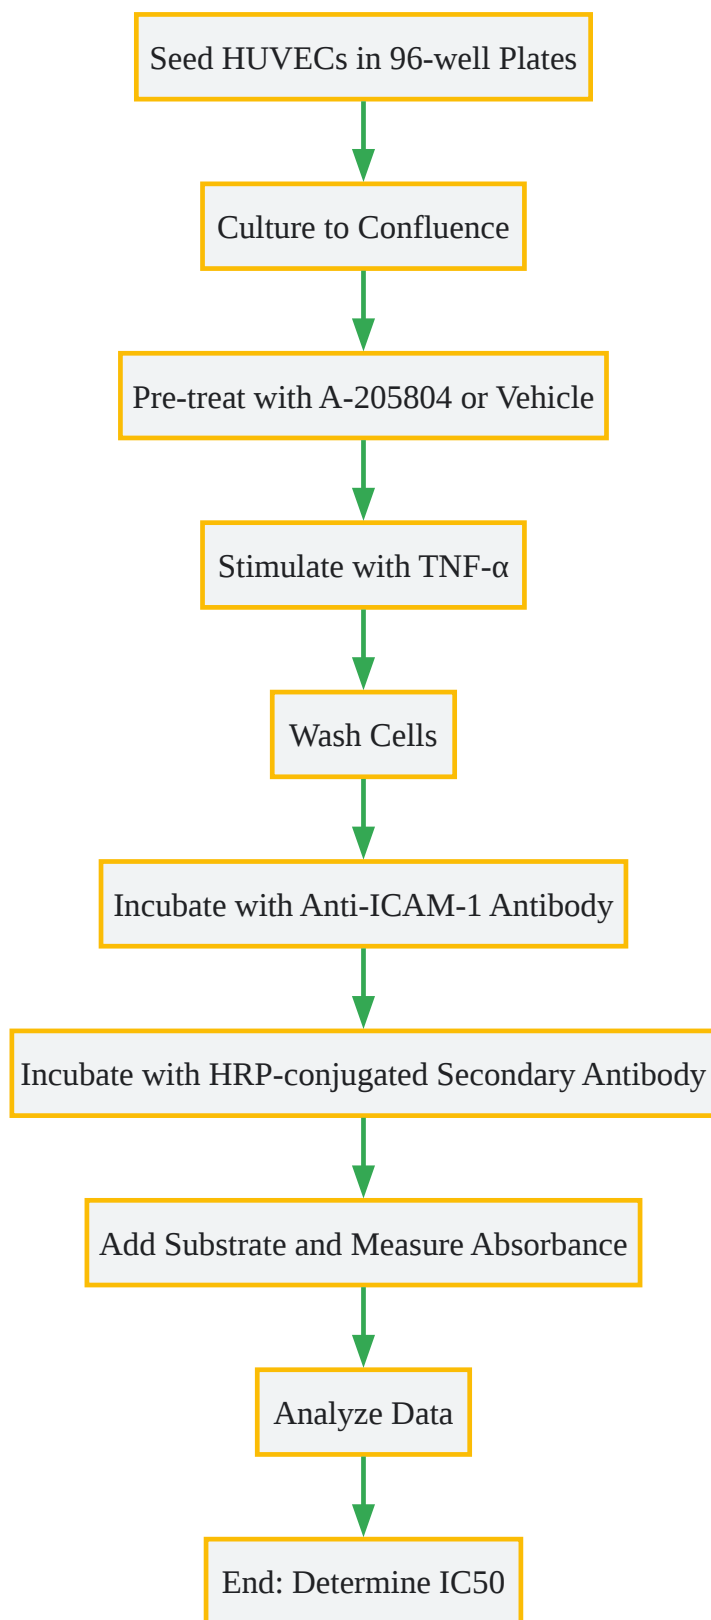 Seed HUVECs in 96-well Plates
Culture to Confluence
Pre-treat with A-205804 or Vehicle
Stimulate with TNF-α
Wash Cells
Incubate with Anti-ICAM-1 Antibody
Incubate with HRP-conjugated Secondary Antibody
Add Substrate and Measure Absorbance
Analyze Data
End: Determine IC50